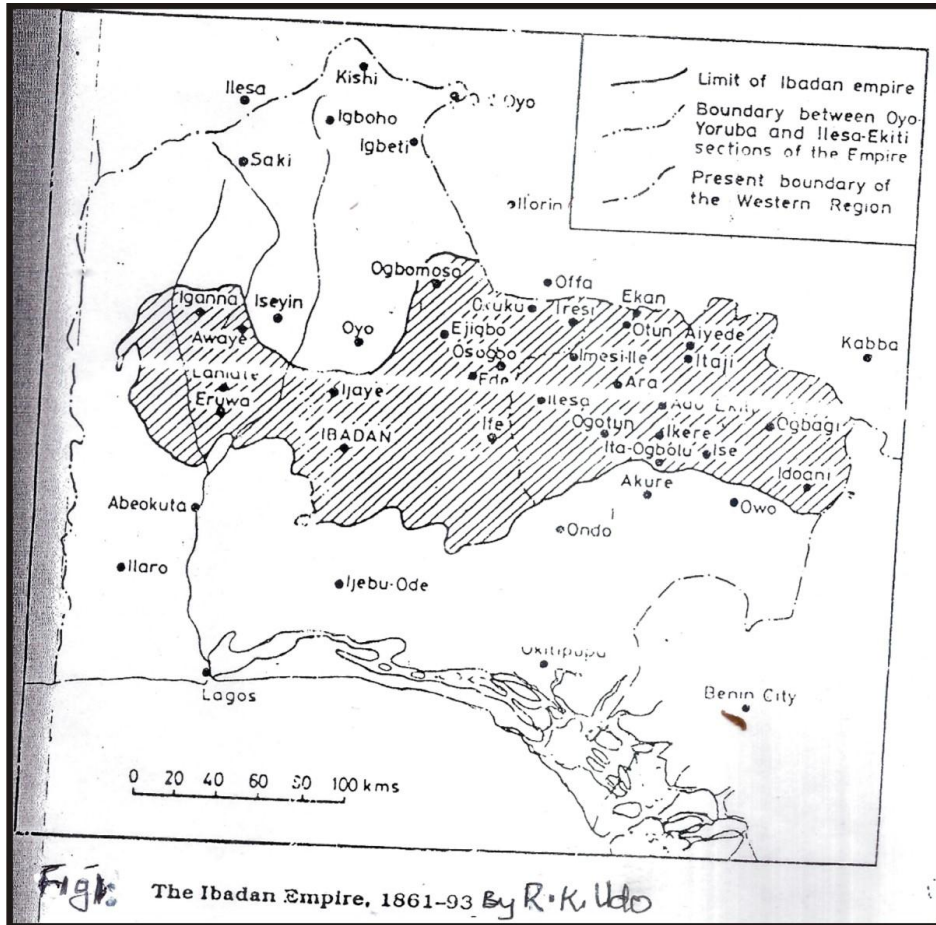 Limit of Ibadan empire
Boundary between Oyo-
Yoruba and Ilesa-Ekiti
sections of the Empire
Present boundary of
the Western Region
Kishi
Ilesa
Oyo
Igboho
Igbeti
Saki
Ilorin
Ogbomoso
Offa
Iganna
Iseyin
Ekan
Otun
Aiyede
Awaye
Oyo
Ejigbo
Osogbo
Imesi-Ile
Itaji
Kabba
Ede
Ara
Ijaye
Ilesa
Eruwa
IBADAN
Ife
Ogotun
Ikere
Ogbagi
Ita-Ogbolu
Ise
Idoani
Akure
Abeokuta
Owo
Ondo
Ilaro
Ijebu-Ode
Okitipupa
Lagos
Benin City
0 20 40 60 80 100 kms
Fig1: The Ibadan Empire, 1861-93 By R.K. Udo